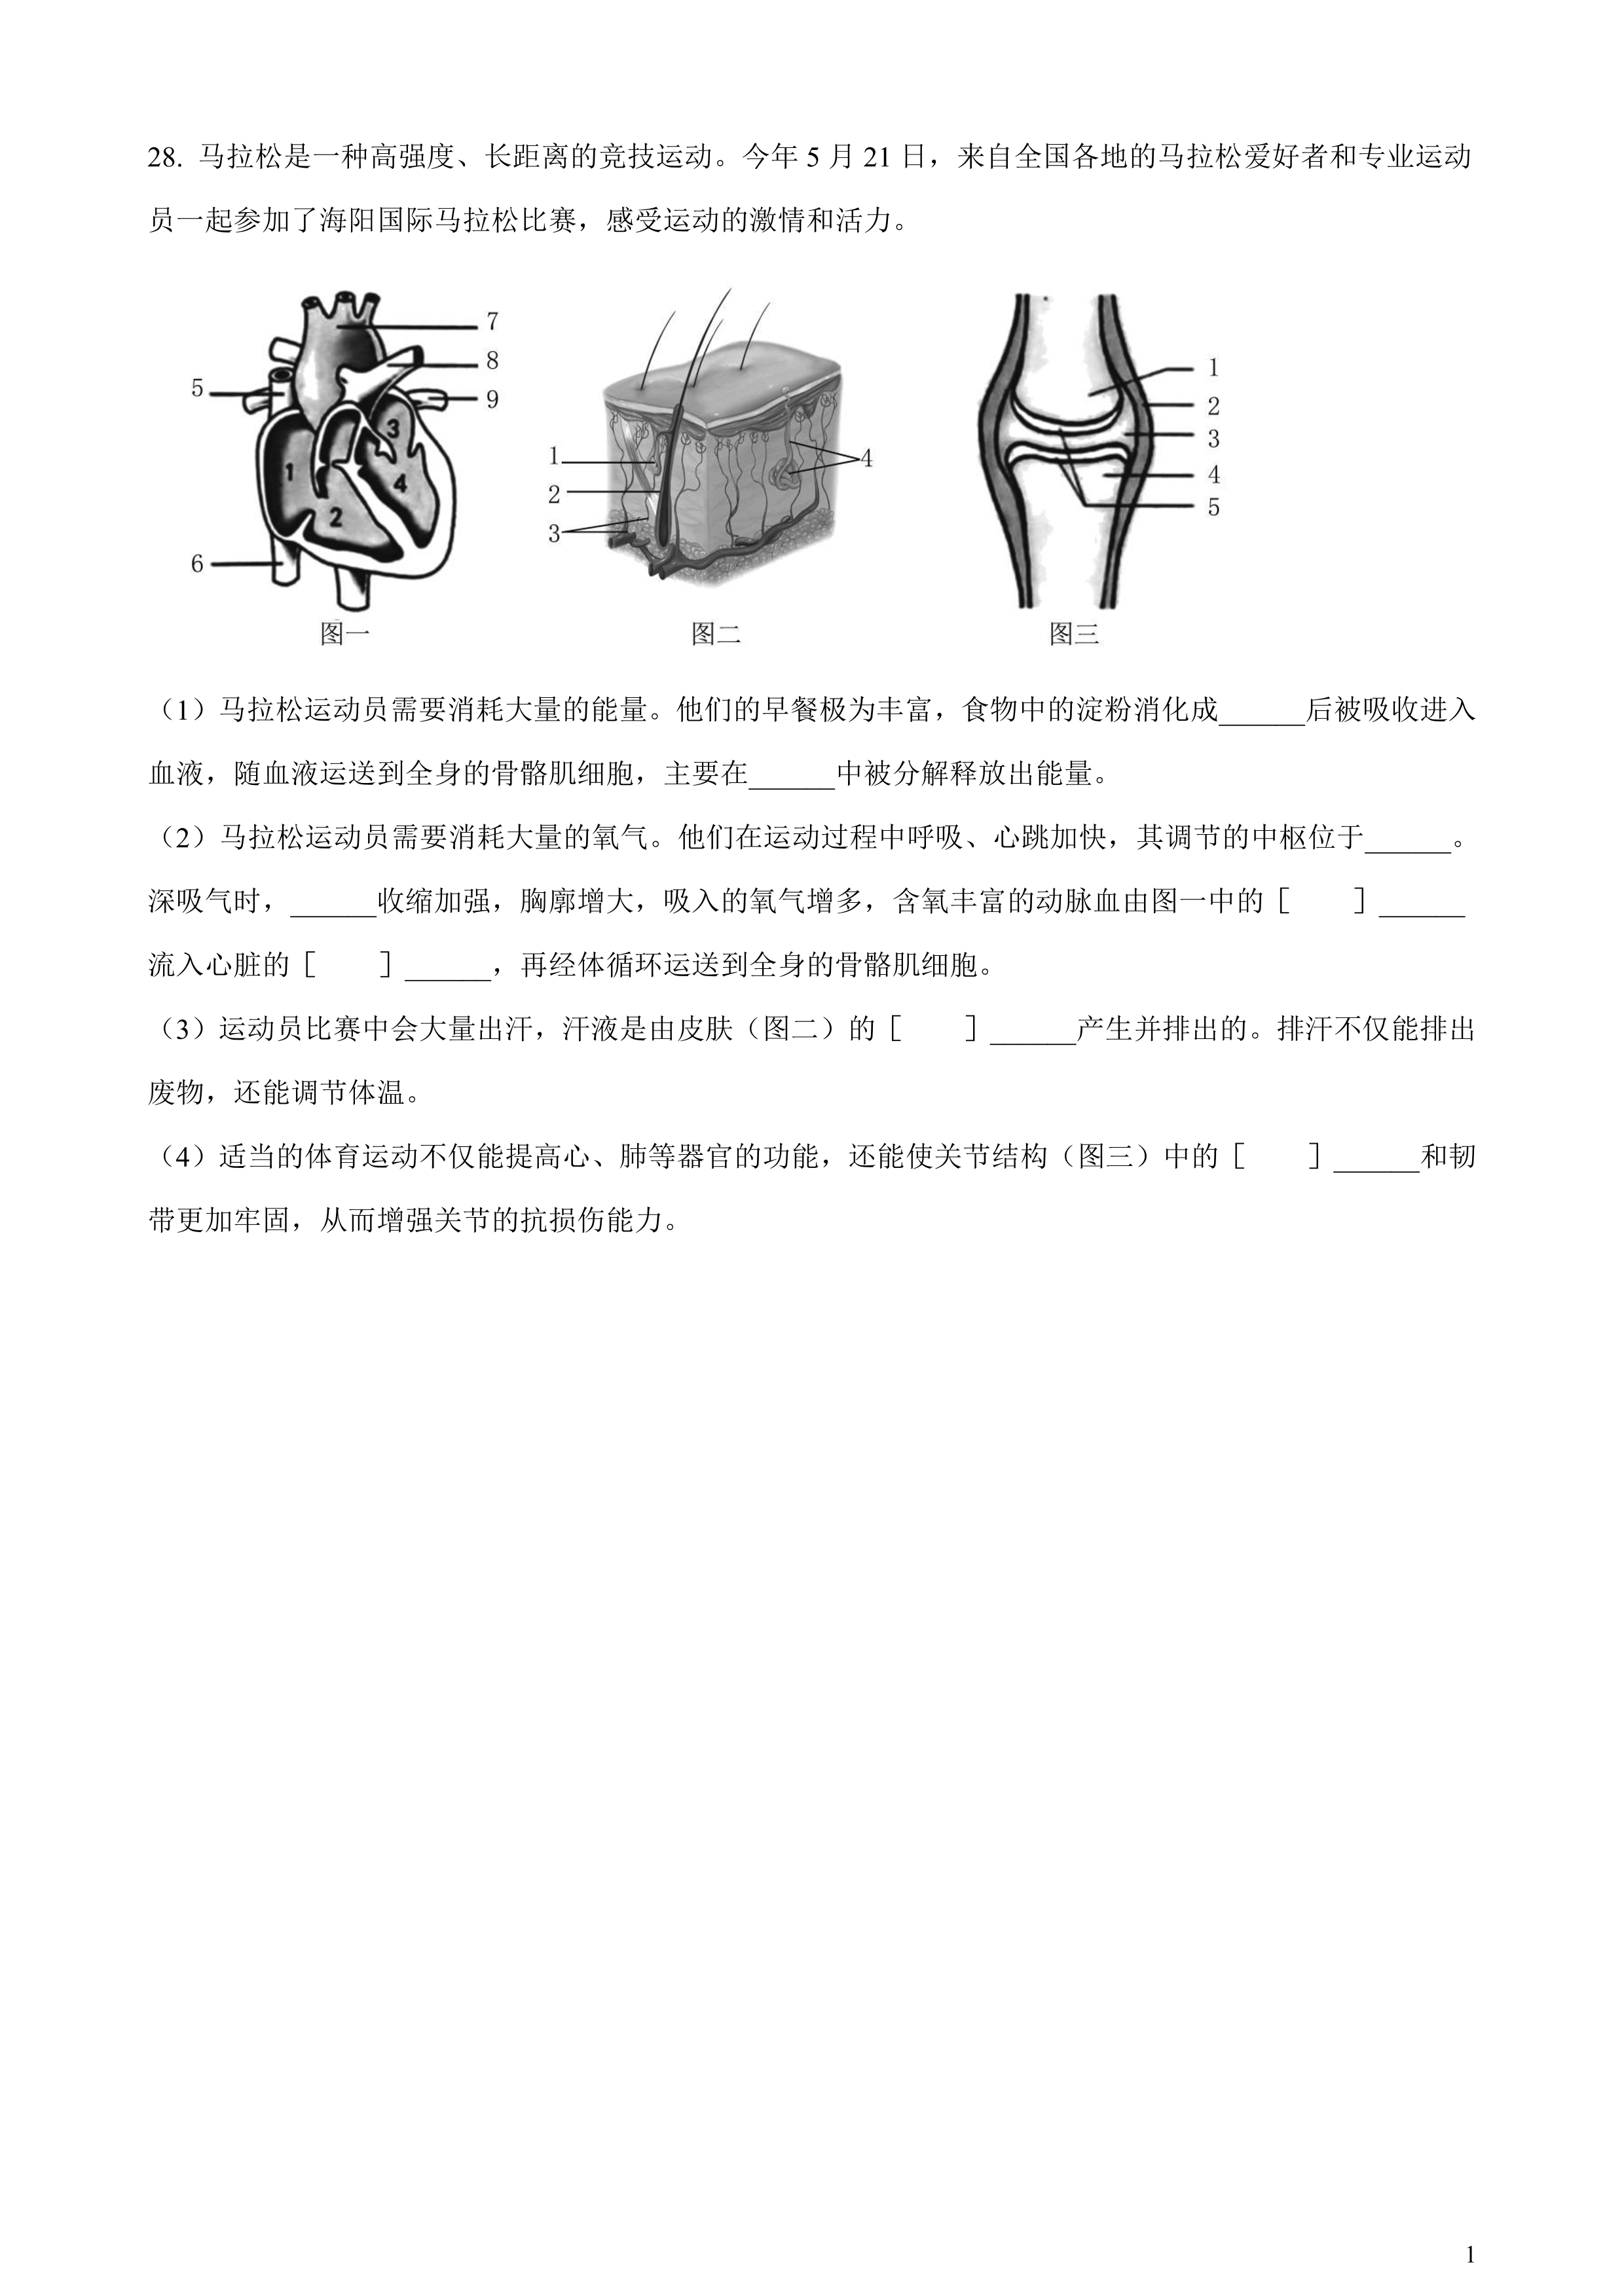 28. 马拉松是一种高强度、长距离的竞技运动。今年 5 月 21 日，来自全国各地的马拉松爱好者和专业运动
员一起参加了海阳国际马拉松比赛，感受运动的激情和活力。
5
6
1
2
3
4
7
8
9
图一
1
2
3
4
图二
1
2
3
4
5
图三
（1）马拉松运动员需要消耗大量的能量。他们的早餐极为丰富，食物中的淀粉消化成______后被吸收进入
血液，随血液运送到全身的骨骼肌细胞，主要在______中被分解释放出能量。
（2）马拉松运动员需要消耗大量的氧气。他们在运动过程中呼吸、心跳加快，其调节的中枢位于______。
深吸气时，______收缩加强，胸廓增大，吸入的氧气增多，含氧丰富的动脉血由图一中的［　　］______
流入心脏的［　　］______，再经体循环运送到全身的骨骼肌细胞。
（3）运动员比赛中会大量出汗，汗液是由皮肤（图二）的［　　］______产生并排出的。排汗不仅能排出
废物，还能调节体温。
（4）适当的体育运动不仅能提高心、肺等器官的功能，还能使关节结构（图三）中的［　　］______和韧
带更加牢固，从而增强关节的抗损伤能力。
1